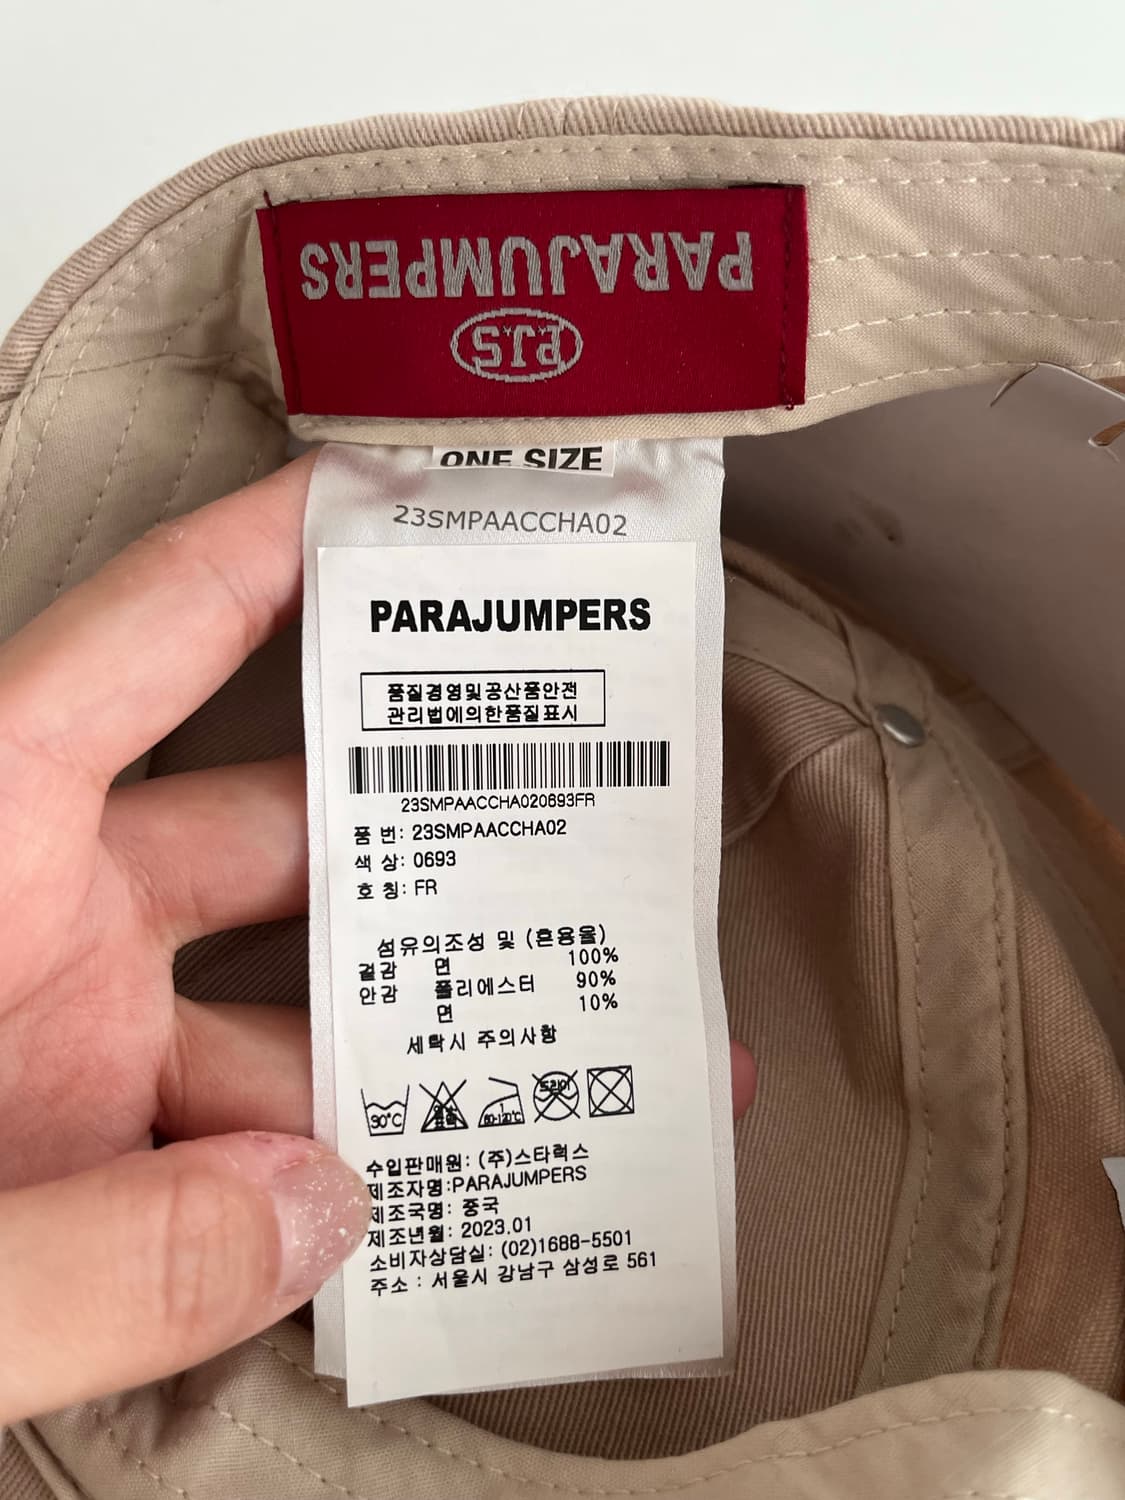 PARAJUMPERS
P.J.S
ONE SIZE
23SMPAACCHA02
PARAJUMPERS
품질경영및공산품안전
관리법에의한품질표시
23SMPAACCHA020693FR
품 번: 23SMPAACCHA02
색 상: 0693
호 칭: FR
섬유의조성 및 (혼용율)
겉감 면 100%
안감 폴리에스터 90%
면 10%
세탁시 주의사항
30°C 80-120°C 드라이
수입판매원: (주)스타럭스
제조자명:PARAJUMPERS
제조국명: 중국
제조년월: 2023.01
소비자상담실: (02)1688-5501
주소 : 서울시 강남구 삼성로 561